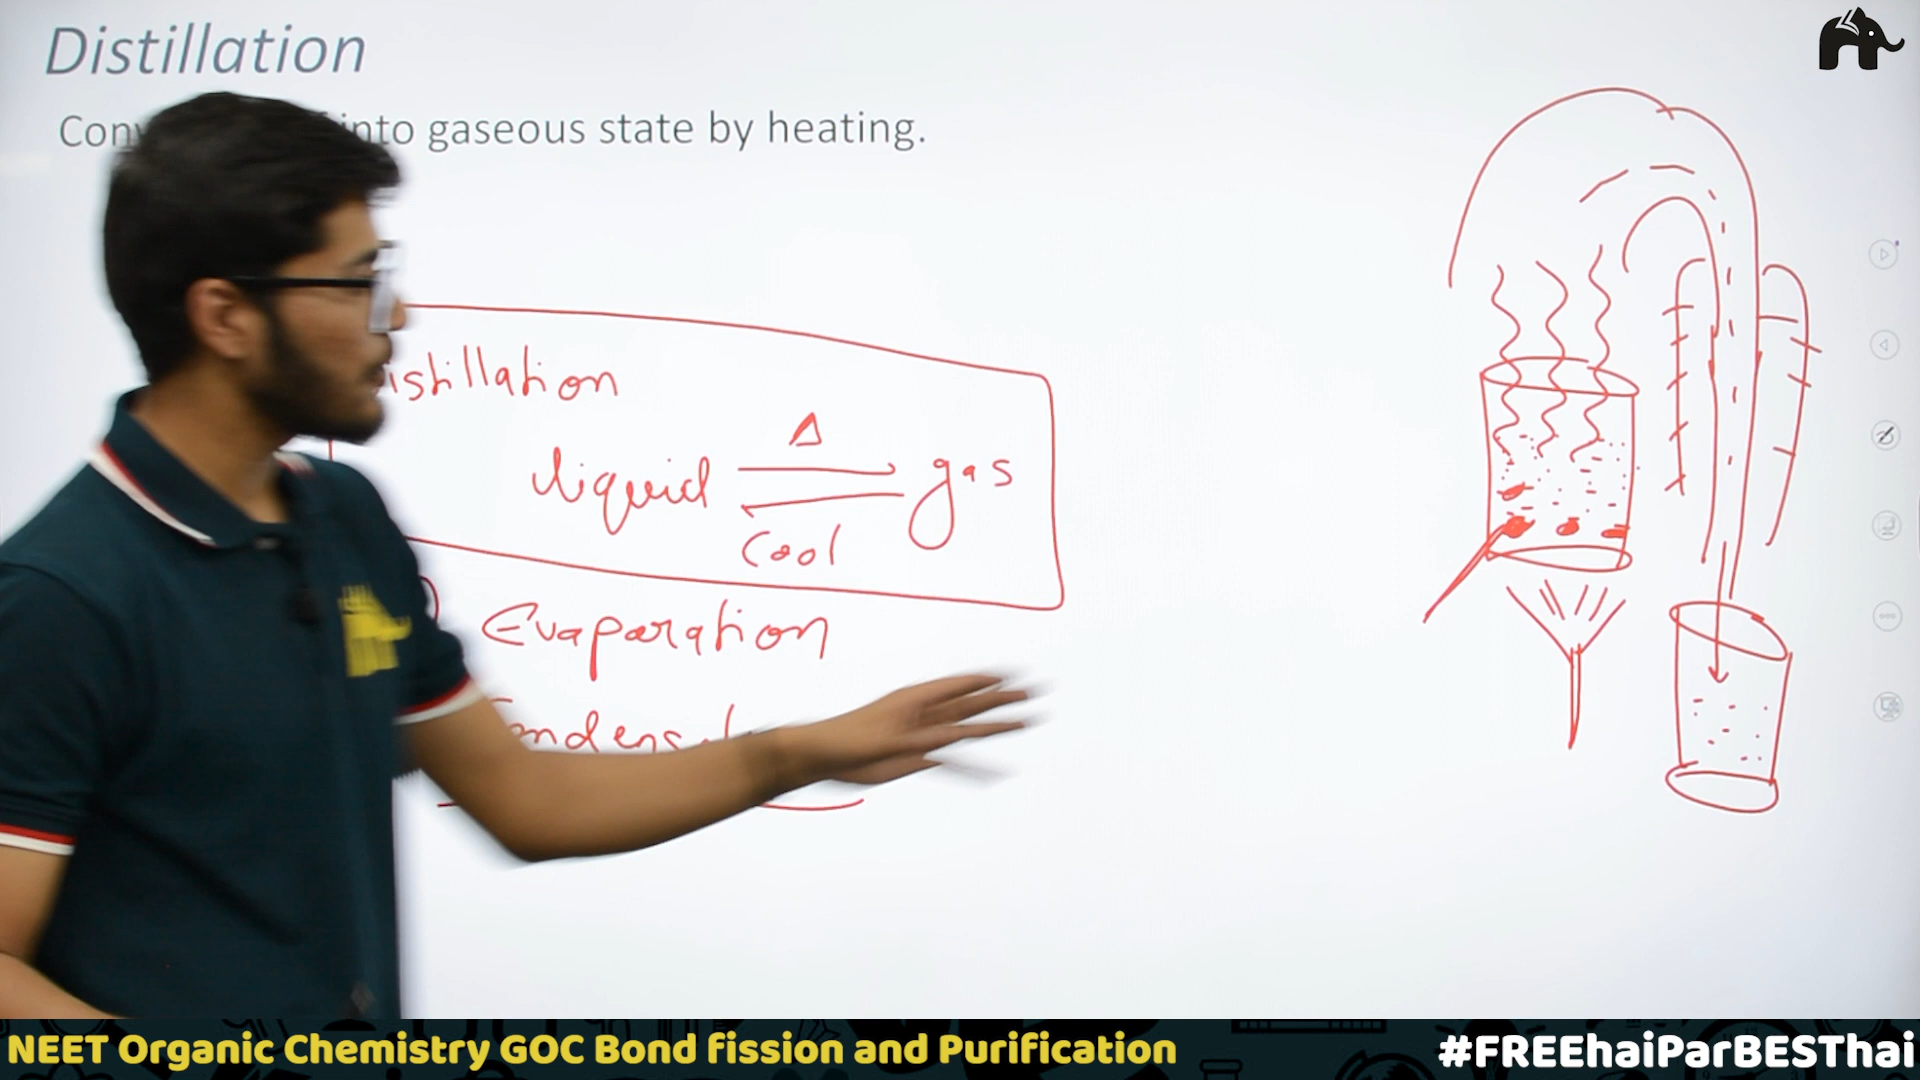 Distillation
into gaseous state by heating.
istillation
liquid Δ gas
Cool
Evaparation
NEET Organic Chemistry GOC Bond fission and Purification
#FREEhaiParBESThai